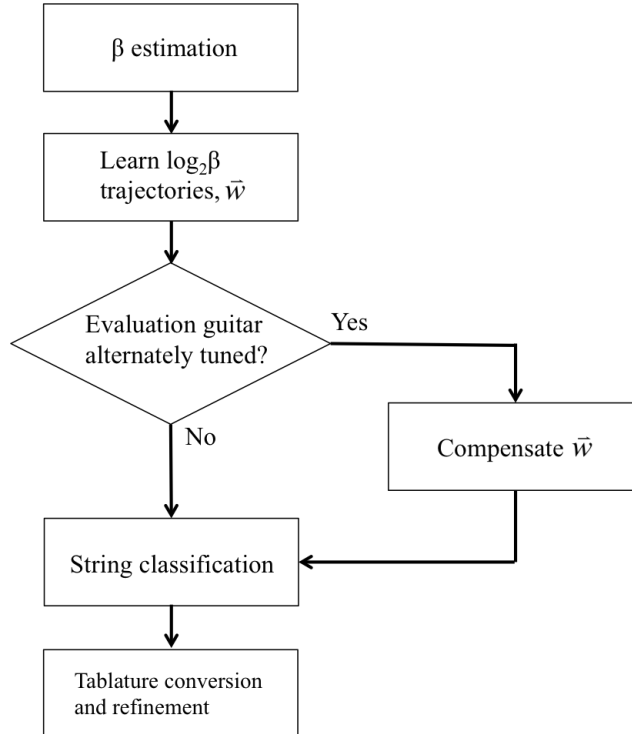 β estimation
Learn log₂β
trajectories, w⃗
Evaluation guitar
alternately tuned?
Yes
No
Compensate w⃗
String classification
Tablature conversion
and refinement